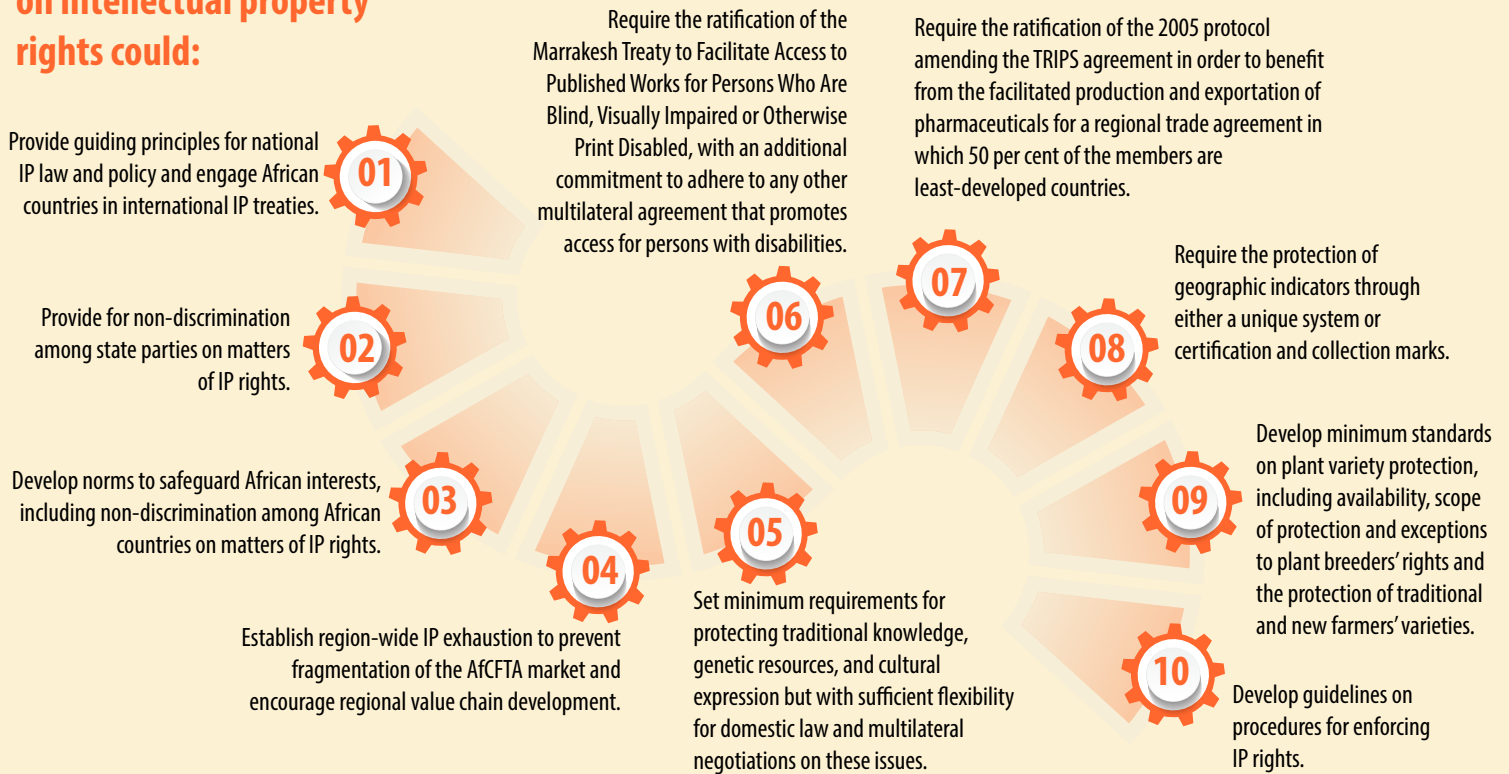 on intellectual property
rights could:
01
Provide guiding principles for national
IP law and policy and engage African
countries in international IP treaties.
02
Provide for non-discrimination
among state parties on matters
of IP rights.
03
Develop norms to safeguard African interests,
including non-discrimination among African
countries on matters of IP rights.
04
Establish region-wide IP exhaustion to prevent
fragmentation of the AfCFTA market and
encourage regional value chain development.
05
Set minimum requirements for
protecting traditional knowledge,
genetic resources, and cultural
expression but with sufficient flexibility
for domestic law and multilateral
negotiations on these issues.
Require the ratification of the
Marrakesh Treaty to Facilitate Access to
Published Works for Persons Who Are
Blind, Visually Impaired or Otherwise
Print Disabled, with an additional
commitment to adhere to any other
multilateral agreement that promotes
access for persons with disabilities.
06
Require the ratification of the 2005 protocol
amending the TRIPS agreement in order to benefit
from the facilitated production and exportation of
pharmaceuticals for a regional trade agreement in
which 50 per cent of the members are
least-developed countries.
07
Require the protection of
geographic indicators through
either a unique system or
certification and collection marks.
08
Develop minimum standards
on plant variety protection,
including availability, scope
of protection and exceptions
to plant breeders’ rights and
the protection of traditional
and new farmers’ varieties.
09
10
Develop guidelines on
procedures for enforcing
IP rights.